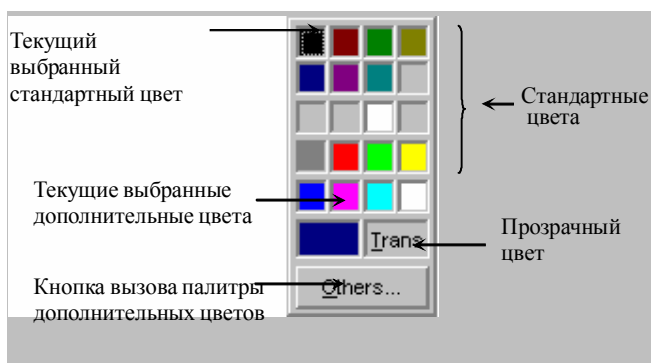 Текущий
выбранный
стандартный цвет
Стандартные
цвета
Текущие выбранные
дополнительные цвета
Trans
Прозрачный
цвет
Кнопка вызова палитры
дополнительных цветов
Others...